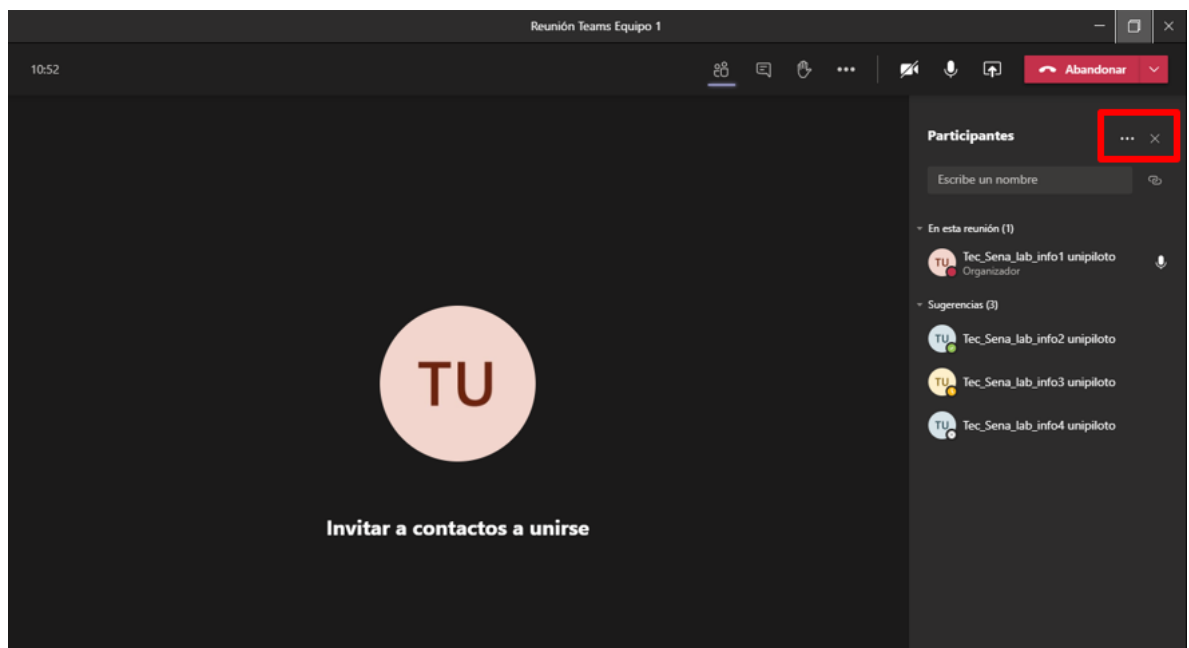 Reunión Teams Equipo 1
10:52
Abandonar
Participantes
Escribe un nombre
En esta reunión (1)
TU
Tec_Sena_lab_info1 unipiloto
Organizador
Sugerencias (3)
TU
Tec_Sena_lab_info2 unipiloto
TU
Tec_Sena_lab_info3 unipiloto
TU
Tec_Sena_lab_info4 unipiloto
TU
Invitar a contactos a unirse